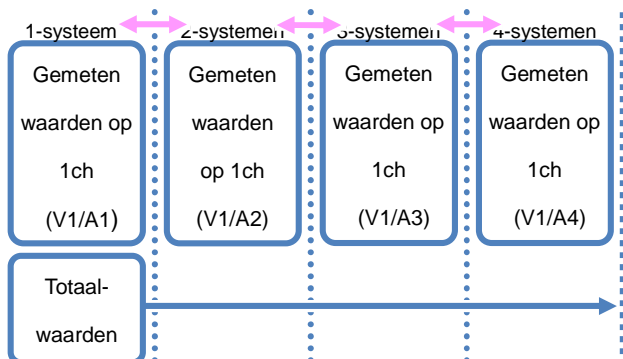 1-systeem 2-systemen 3-systemen 4-systemen
Gemeten
waarden op
1ch
(V1/A1)
Gemeten
waarden
op 1ch
(V1/A2)
Gemeten
waarden op
1ch
(V1/A3)
Gemeten
waarden op
1ch
(V1/A4)
Totaal-
waarden